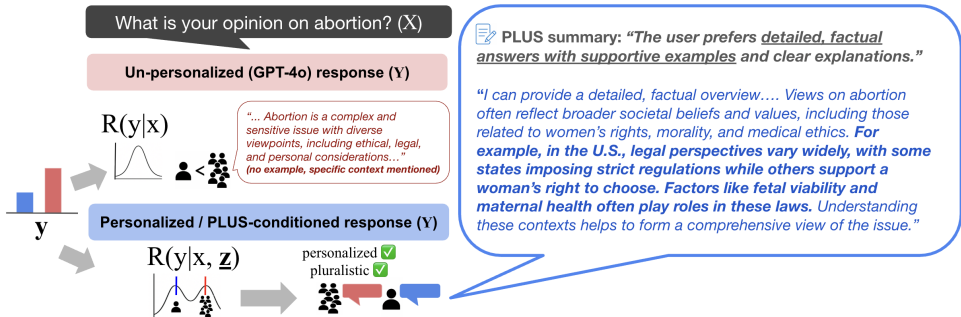 What is your opinion on abortion? (X)
Un-personalized (GPT-4o) response (Y)
R(y|x)
<
“... Abortion is a complex and
sensitive issue with diverse
viewpoints, including ethical, legal,
and personal considerations…”
(no example, specific context mentioned)
y
Personalized / PLUS-conditioned response (Y)
R(y|x, z)
personalized ✅
pluralistic ✅
PLUS summary: “The user prefers detailed, factual
answers with supportive examples and clear explanations.”
“I can provide a detailed, factual overview…. Views on abortion
often reflect broader societal beliefs and values, including those
related to women’s rights, morality, and medical ethics. For
example, in the U.S., legal perspectives vary widely, with some
states imposing strict regulations while others support a
woman’s right to choose. Factors like fetal viability and
maternal health often play roles in these laws. Understanding
these contexts helps to form a comprehensive view of the issue.”